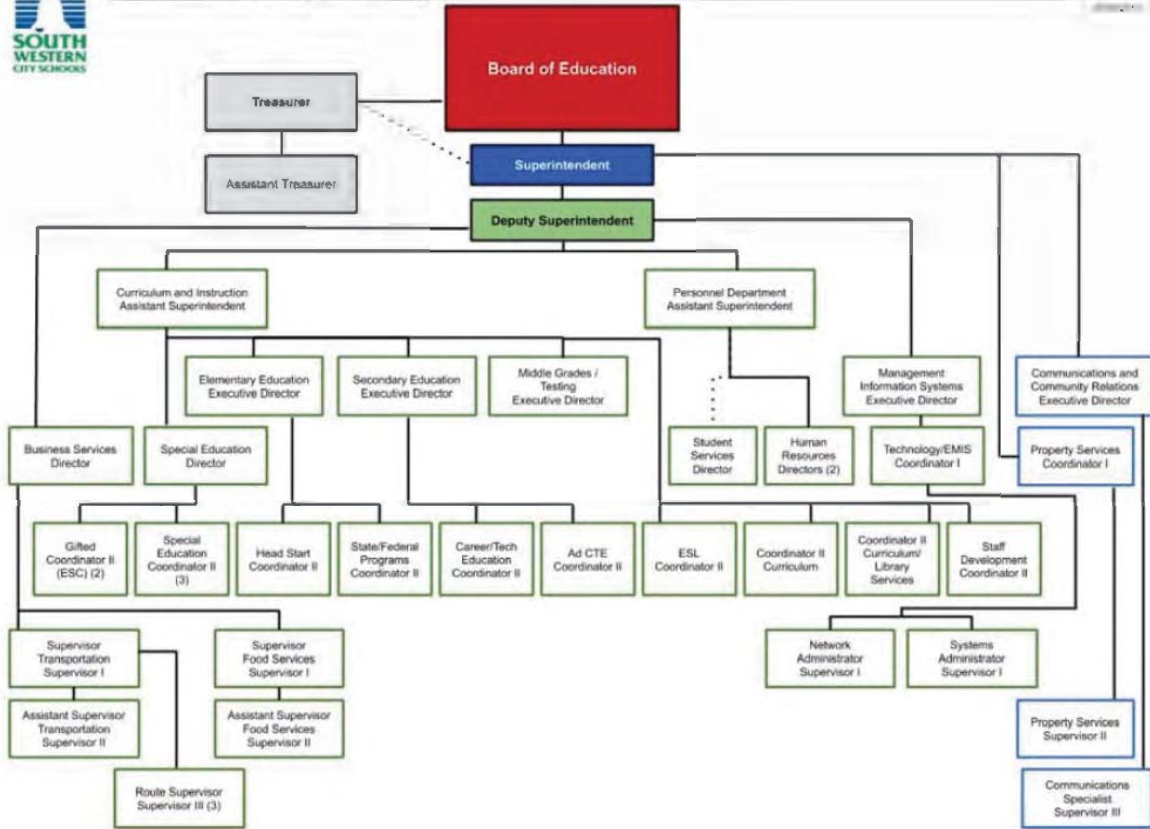 SOUTH
WESTERN
CITY SCHOOLS
Board of Education
Treasurer
Superintendent
Assistant Treasurer
Deputy Superintendent
Curriculum and Instruction
Assistant Superintendent
Personnel Department
Assistant Superintendent
Elementary Education
Executive Director
Secondary Education
Executive Director
Middle Grades /
Testing
Executive Director
Management
Information Systems
Executive Director
Communications and
Community Relations
Executive Director
Business Services
Director
Special Education
Director
Student
Services
Director
Human
Resources
Directors (2)
Technology/EMIS
Coordinator I
Property Services
Coordinator I
Gifted
Coordinator II
(ESC) (2)
Special
Education
Coordinator II
(3)
Head Start
Coordinator II
State/Federal
Programs
Coordinator II
Career/Tech
Education
Coordinator II
Ad CTE
Coordinator II
ESL
Coordinator II
Coordinator II
Curriculum
Coordinator II
Curriculum/
Library
Services
Staff
Development
Coordinator II
Supervisor
Transportation
Supervisor I
Supervisor
Food Services
Supervisor I
Network
Administrator
Supervisor I
Systems
Administrator
Supervisor I
Assistant Supervisor
Transportation
Supervisor II
Assistant Supervisor
Food Services
Supervisor II
Property Services
Supervisor II
Route Supervisor
Supervisor III (3)
Communications
Specialist
Supervisor III